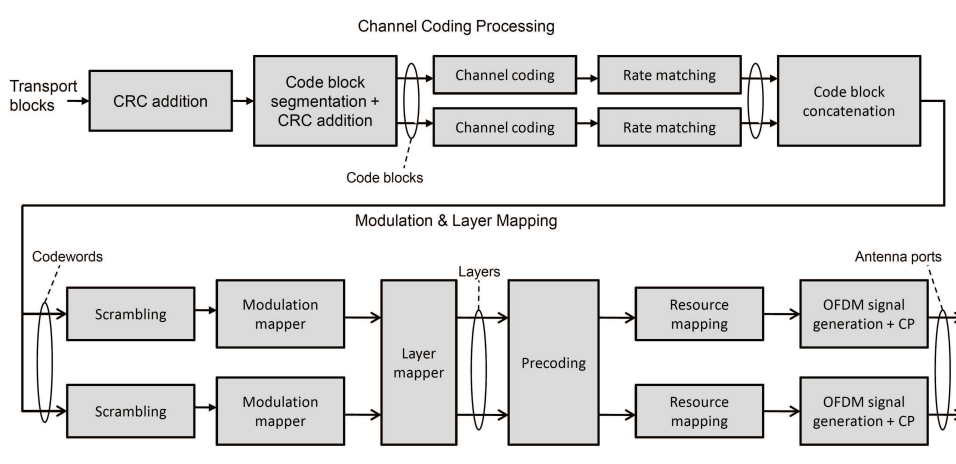 Channel Coding Processing
Transport
blocks
CRC addition
Code block
segmentation +
CRC addition
Channel coding
Rate matching
Channel coding
Rate matching
Code block
concatenation
Code blocks
Modulation & Layer Mapping
Codewords
Layers
Antenna ports
Scrambling
Modulation
mapper
Layer
mapper
Precoding
Resource
mapping
OFDM signal
generation + CP
Scrambling
Modulation
mapper
Resource
mapping
OFDM signal
generation + CP